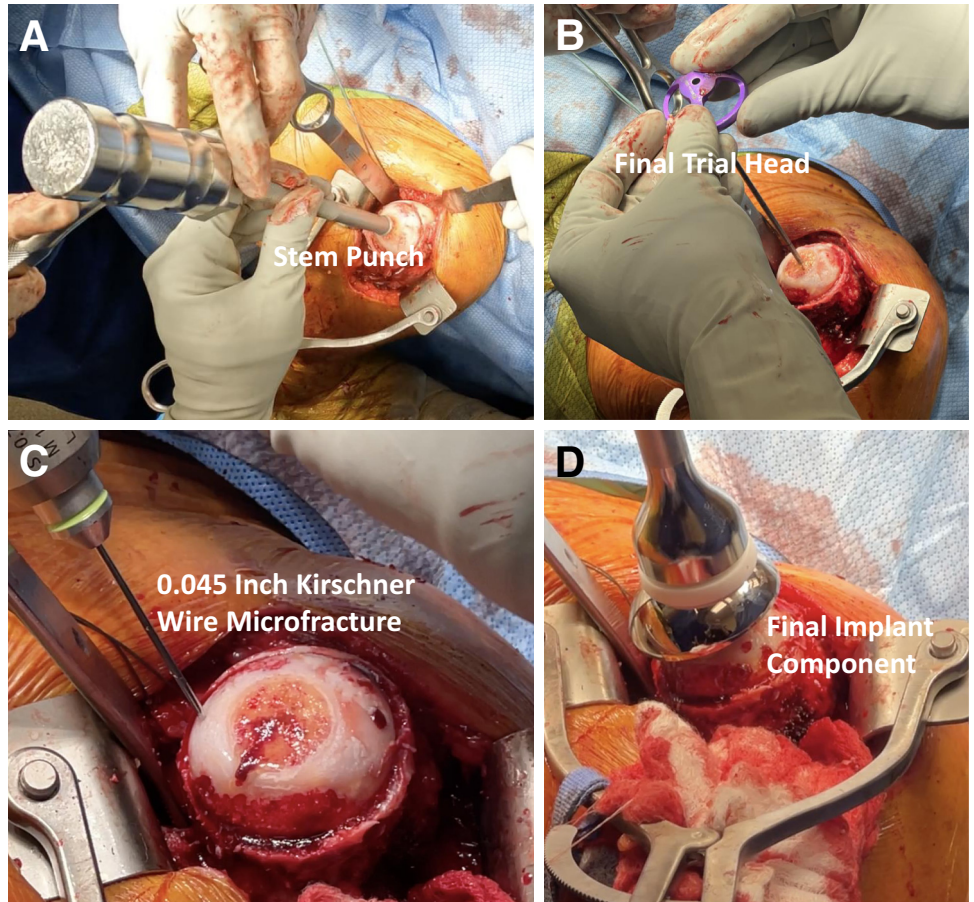 A
Stem Punch
B
Final Trial Head
C
0.045 Inch Kirschner
Wire Microfracture
D
Final Implant
Component